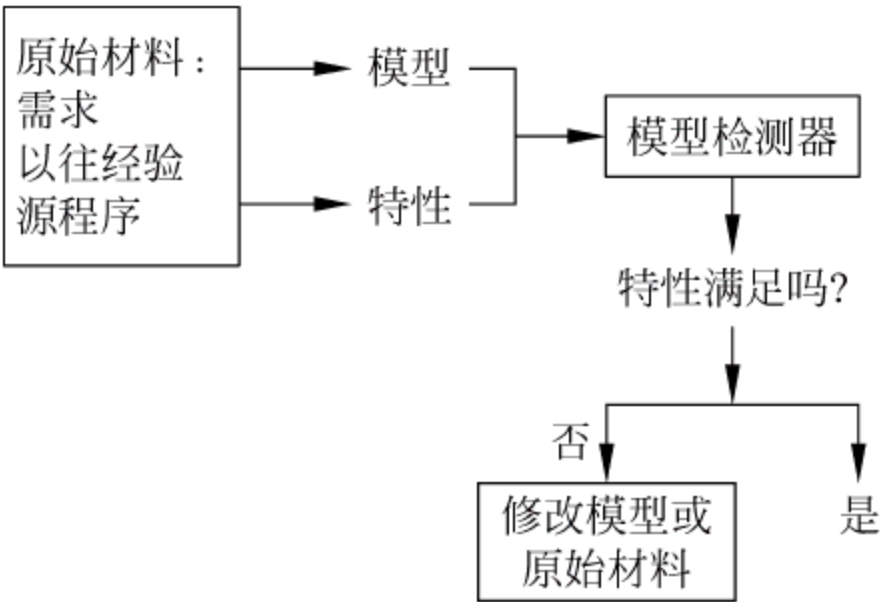 原始材料：
需求
以往经验
源程序
模型
特性
模型检测器
特性满足吗?
否
是
修改模型或
原始材料